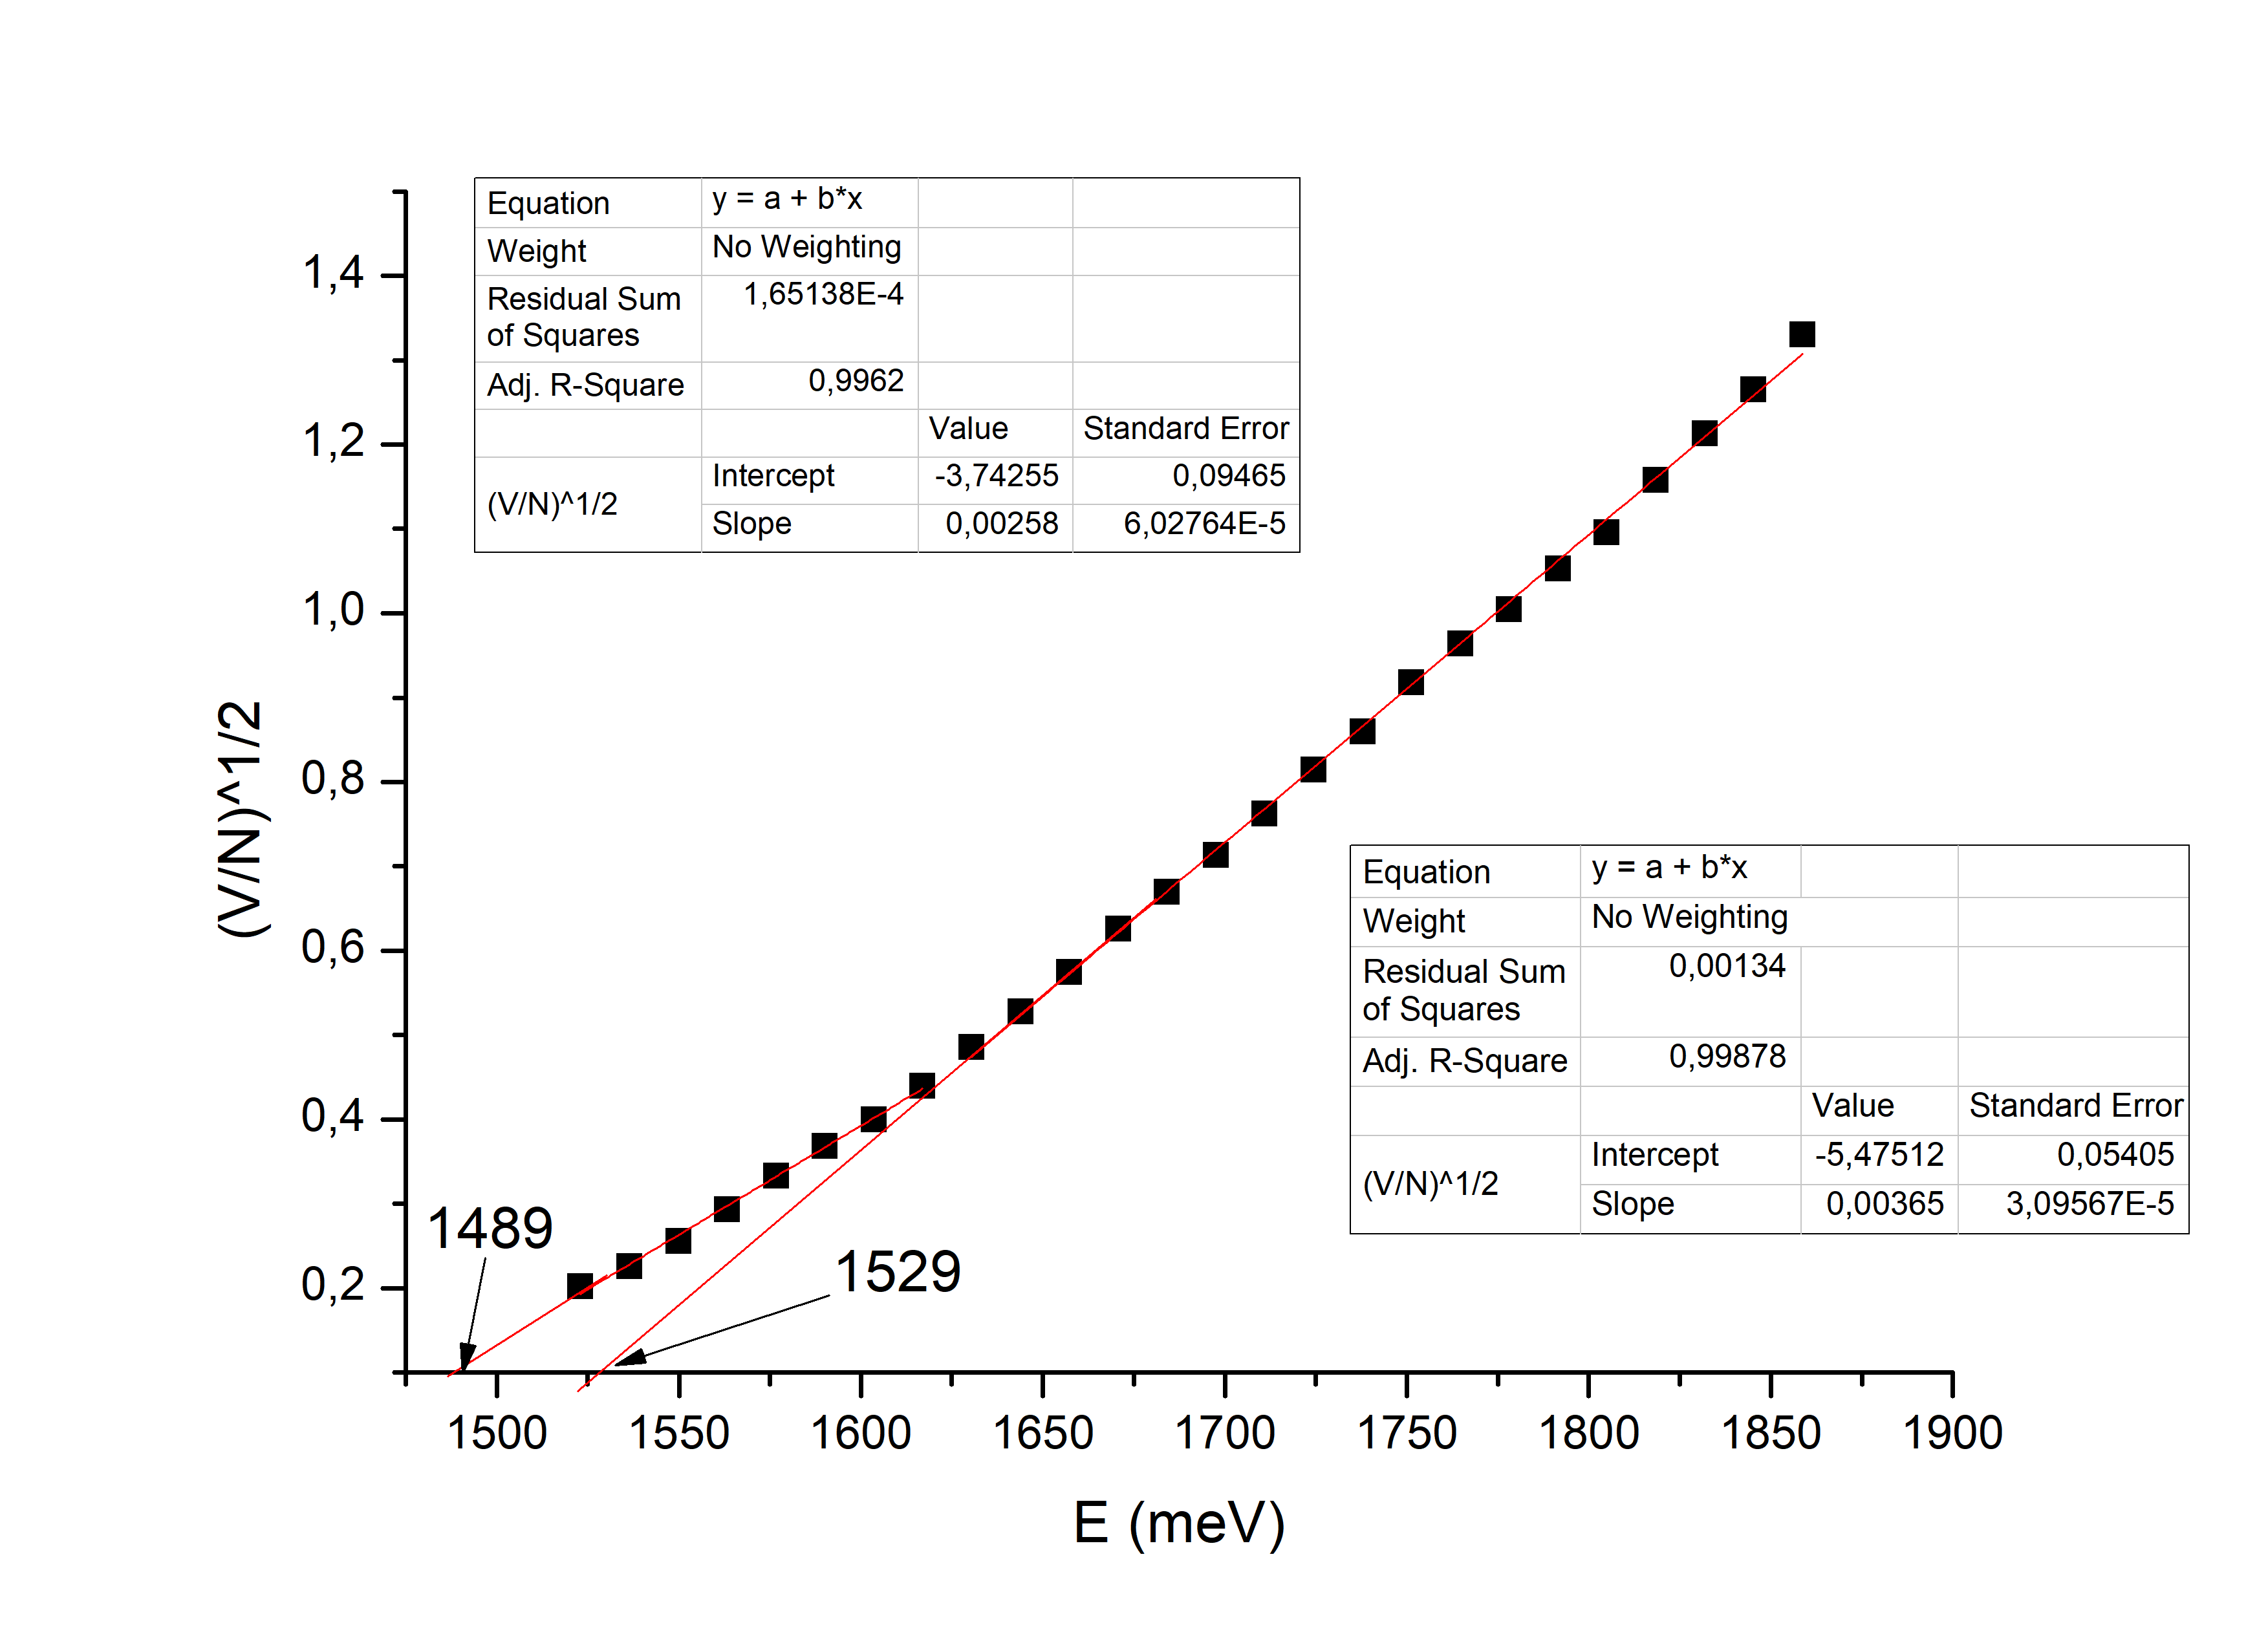 Equation y = a + b*x
Weight No Weighting
Residual Sum of Squares 1,65138E-4
Adj. R-Square 0,9962
Value Standard Error
(V/N)^1/2 Intercept -3,74255 0,09465
Slope 0,00258 6,02764E-5
1,4
1,2
1,0
0,8
0,6
0,4
0,2
(V/N)^1/2
Equation y = a + b*x
Weight No Weighting
Residual Sum of Squares 0,00134
Adj. R-Square 0,99878
Value Standard Error
(V/N)^1/2 Intercept -5,47512 0,05405
Slope 0,00365 3,09567E-5
1489
1529
1500 1550 1600 1650 1700 1750 1800 1850 1900
E (meV)